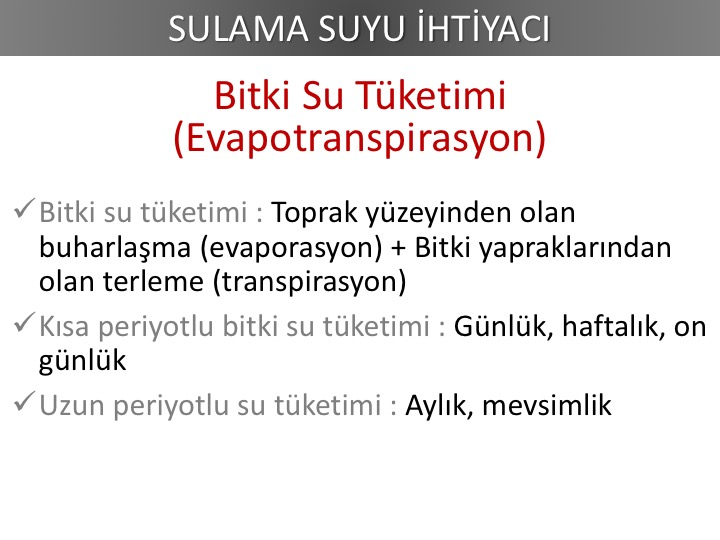 SULAMA SUYU İHTİYACI
Bitki Su Tüketimi
(Evapotranspirasyon)
✓Bitki su tüketimi : Toprak yüzeyinden olan
buharlaşma (evaporasyon) + Bitki yapraklarından
olan terleme (transpirasyon)
✓Kısa periyotlu bitki su tüketimi : Günlük, haftalık, on
günlük
✓Uzun periyotlu su tüketimi : Aylık, mevsimlik